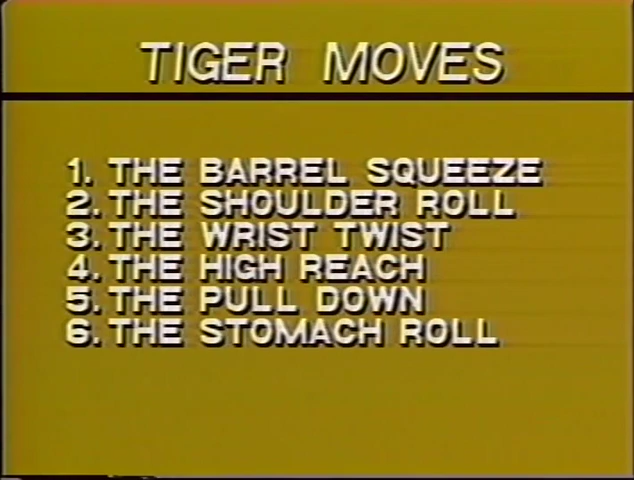 TIGER MOVES
1. THE BARREL SQUEEZE
2. THE SHOULDER ROLL
3. THE WRIST TWIST
4. THE HIGH REACH
5. THE PULL DOWN
6. THE STOMACH ROLL